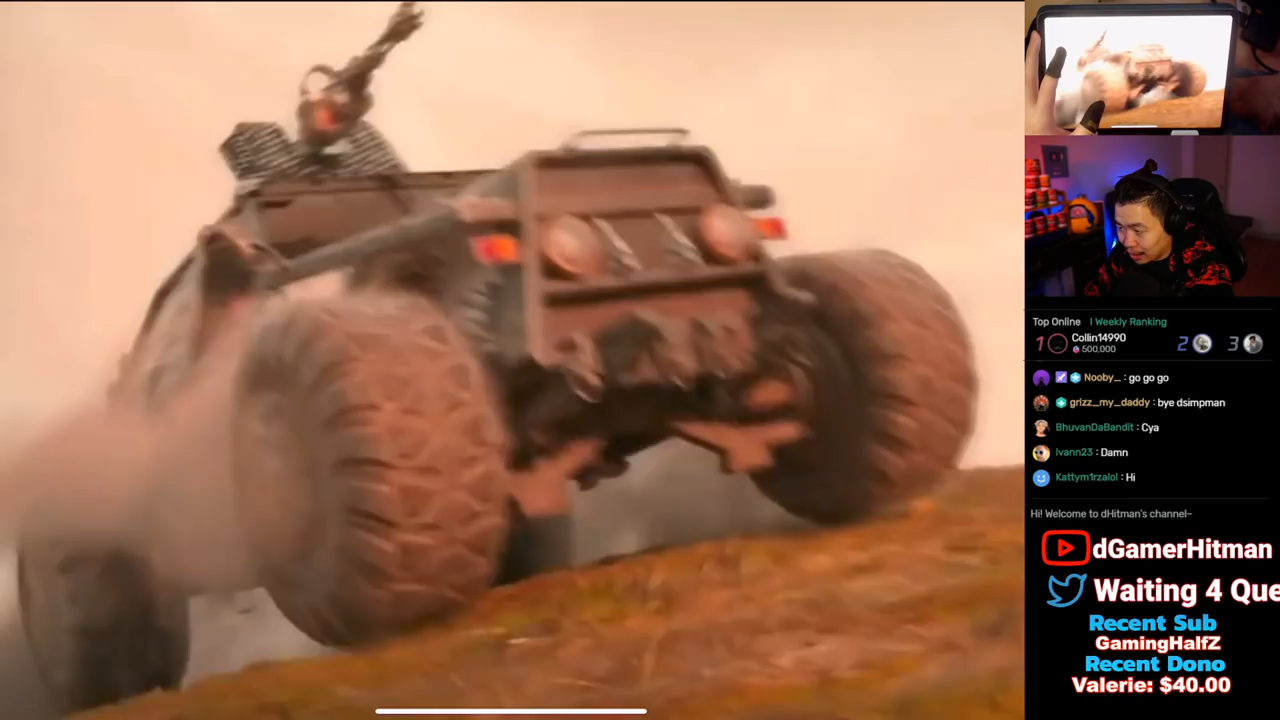 Top Online | Weekly Ranking
1 Collin14990 500,000 2 3
Nooby_ : go go go
grizz_my_daddy : bye dsimpman
BhuvanDaBandit : Cya
Ivann23 : Damn
Kattym1rzalol : Hi
Hi! Welcome to dHitman's channel~
dGamerHitman
Waiting 4 Que
Recent Sub
GamingHalfZ
Recent Dono
Valerie: $40.00